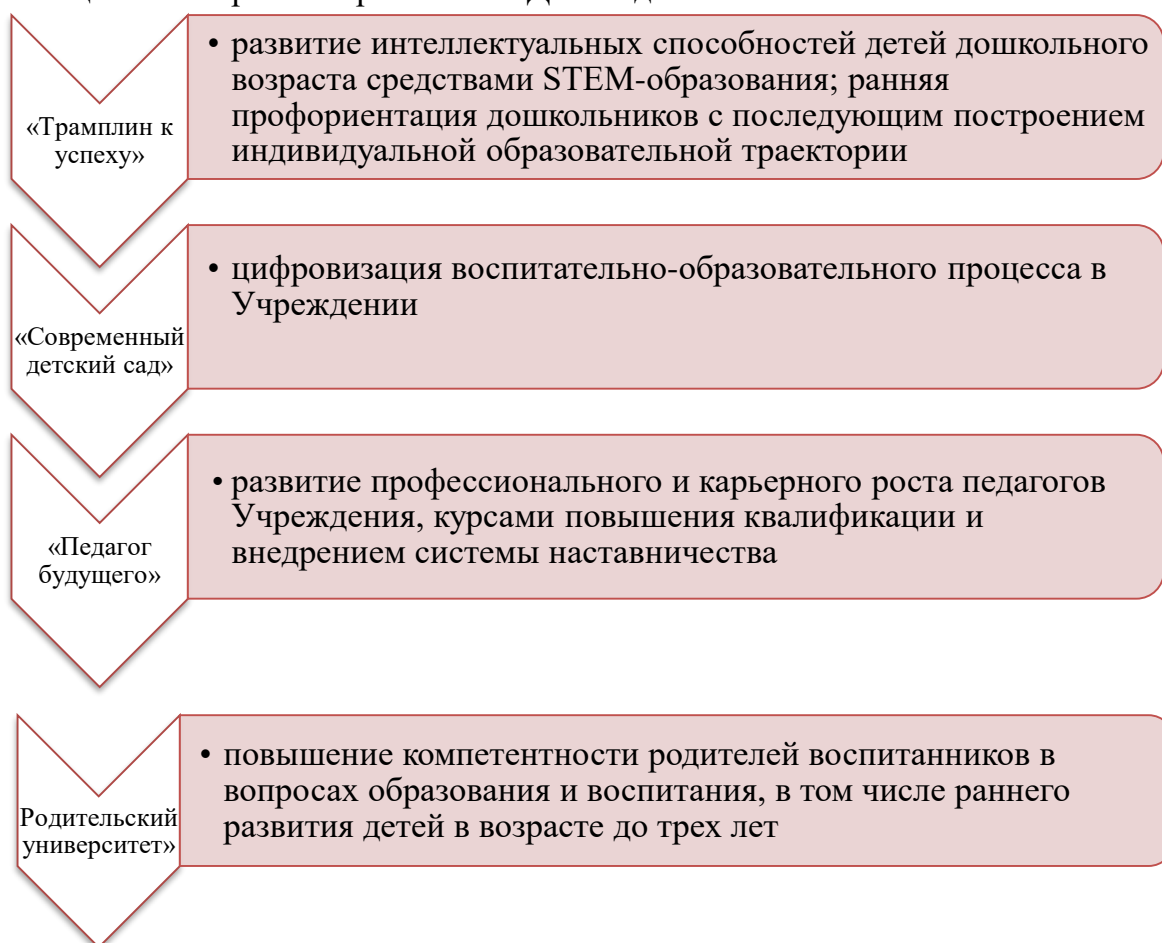 • развитие интеллектуальных способностей детей дошкольного
возраста средствами STEM-образования; ранняя
профориентация дошкольников с последующим построением
индивидуальной образовательной траектории
«Трамплин к
успеху»
• цифровизация воспитательно-образовательного процесса в
Учреждении
«Современный
детский сад»
• развитие профессионального и карьерного роста педагогов
Учреждения, курсами повышения квалификации и
внедрением системы наставничества
«Педагог
будущего»
• повышение компетентности родителей воспитанников в
вопросах образования и воспитания, в том числе раннего
развития детей в возрасте до трех лет
Родительский
университет»